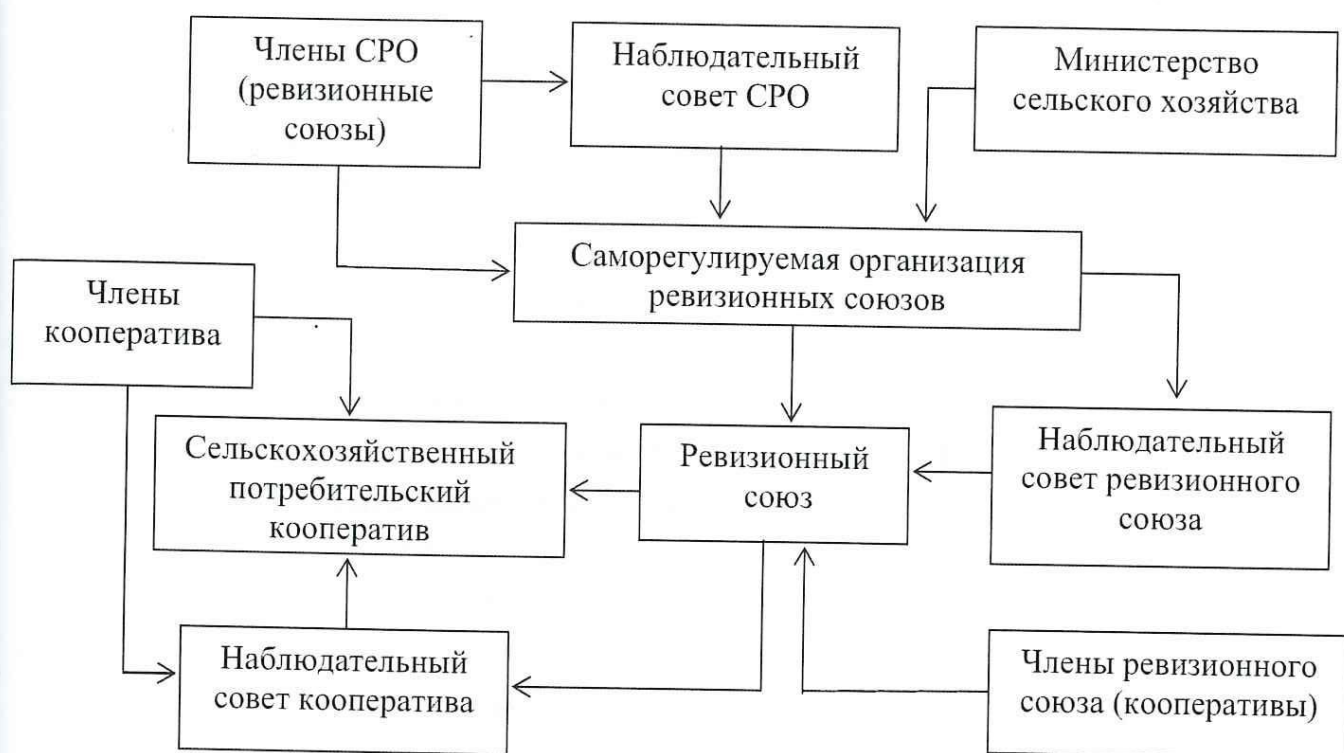 Члены СРО
(ревизионные
союзы)
Наблюдательный
совет СРО
Министерство
сельского хозяйства
Саморегулируемая организация
ревизионных союзов
Члены
кооператива
Сельскохозяйственный
потребительский
кооператив
Ревизионный
союз
Наблюдательный
совет ревизионного
союза
Наблюдательный
совет кооператива
Члены ревизионного
союза (кооперативы)